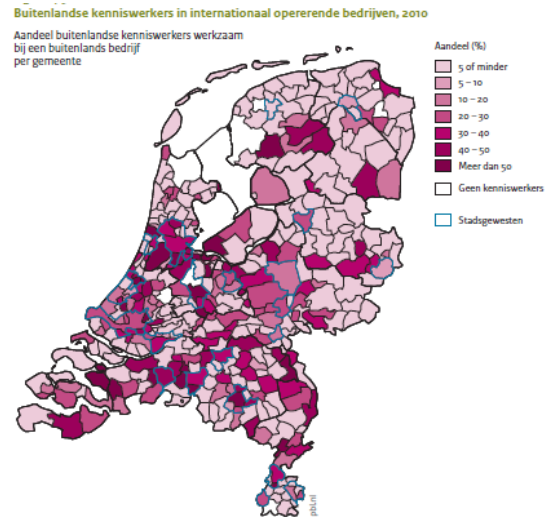 Buitenlandse kenniswerkers in internationaal opererende bedrijven, 2010
Aandeel buitenlandse kenniswerkers werkzaam
bij een buitenlands bedrijf
per gemeente
Aandeel (%)
5 of minder
5 – 10
10 – 20
20 – 30
30 – 40
40 – 50
Meer dan 50
Geen kenniswerkers
Stadsgewesten
pbl.nl